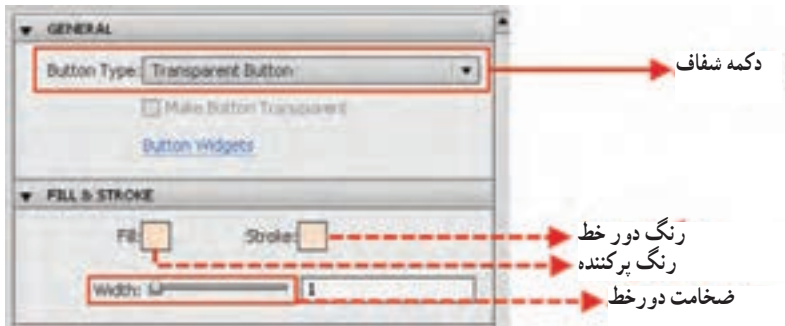 GENERAL
Button Type: Transparent Button
دکمه شفاف
Make Button Transparent
Button Widgets
FILL & STROKE
Fill: Stroke:
رنگ دور خط
رنگ پرکننده
Width: 1
ضخامت دورخط